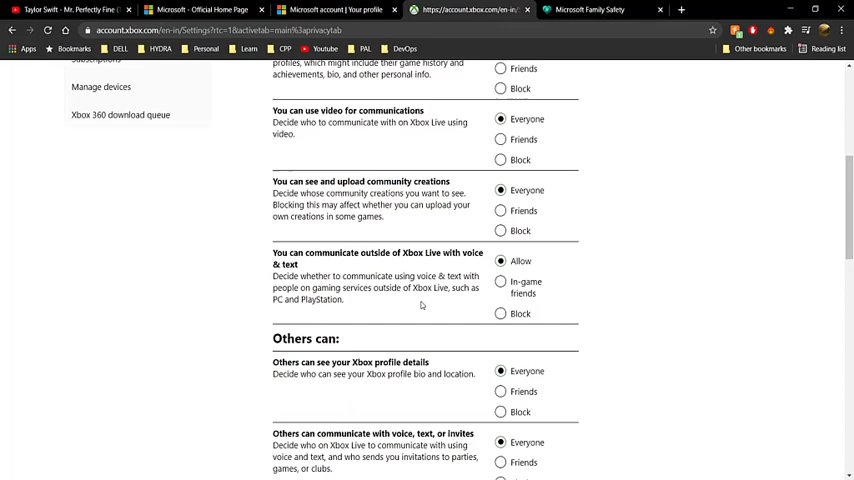 Taylor Swift - Mr. Perfectly Fine (T
Microsoft - Official Home Page
Microsoft account | Your profile
https://account.xbox.com/en-in/S
Microsoft Family Safety
account.xbox.com/en-in/Settings?rtc=1&activetab=main%3aprivacytab
Apps
Bookmarks
DELL
HYDRA
Personal
Learn
CPP
Youtube
PAL
DevOps
Other bookmarks
Reading list
Subscriptions
Manage devices
Xbox 360 download queue
profiles, which might include their game history and
achievements, bio, and other personal info.
Friends
Block
You can use video for communications
Decide who to communicate with on Xbox Live using
video.
Everyone
Friends
Block
You can see and upload community creations
Decide whose community creations you want to see.
Blocking this may affect whether you can upload your
own creations in some games.
Everyone
Friends
Block
You can communicate outside of Xbox Live with voice
& text
Decide whether to communicate using voice & text with
people on gaming services outside of Xbox Live, such as
PC and PlayStation.
Allow
In-game
friends
Block
Others can:
Others can see your Xbox profile details
Decide who can see your Xbox profile bio and location.
Everyone
Friends
Block
Others can communicate with voice, text, or invites
Decide who on Xbox Live to communicate with using
voice and text, and who sends you invitations to parties,
games, or clubs.
Everyone
Friends